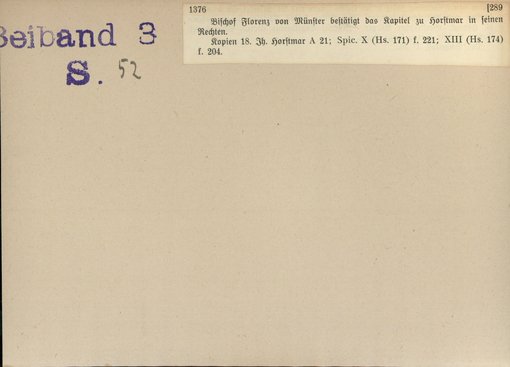 Beiband 3
S. 52
1376 [289
Bischof Florenz von Münster bestätigt das Kapitel zu Horstmar in seinen
Rechten.
Kopien 18. Jh. Horstmar A 21; Spic. X (Hs. 171) f. 221; XIII (Hs. 174)
f. 204.